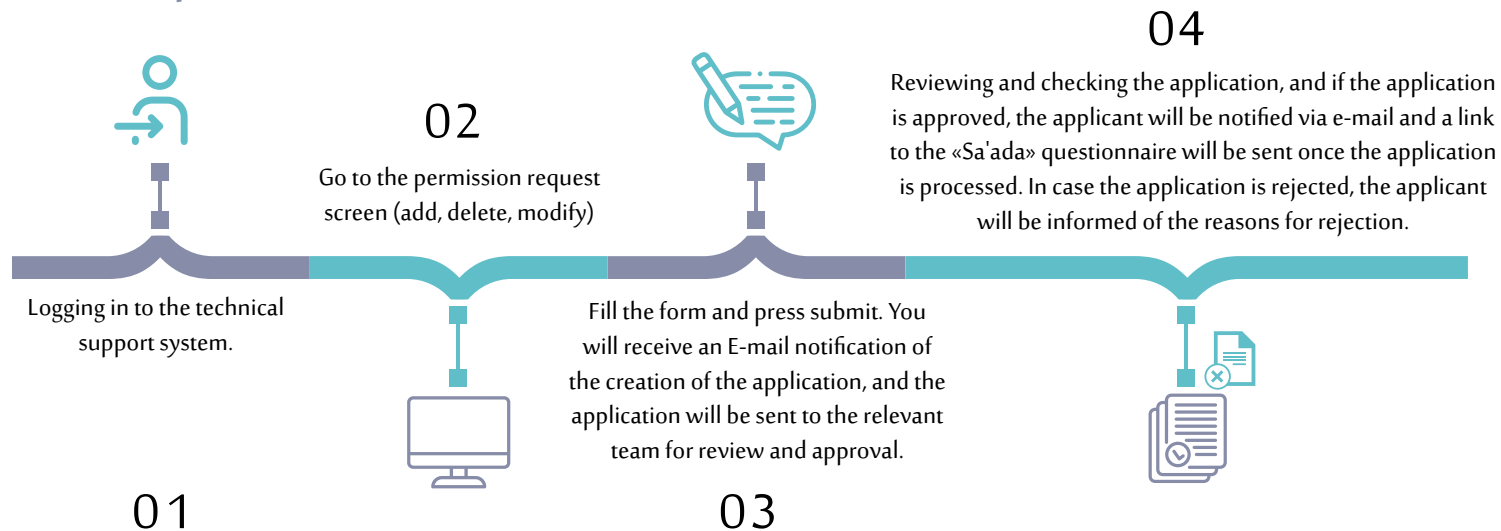 01
Logging in to the technical
support system.
02
Go to the permission request
screen (add, delete, modify)
03
Fill the form and press submit. You
will receive an E-mail notification of
the creation of the application, and the
application will be sent to the relevant
team for review and approval.
04
Reviewing and checking the application, and if the application
is approved, the applicant will be notified via e-mail and a link
to the «Sa'ada» questionnaire will be sent once the application
is processed. In case the application is rejected, the applicant
will be informed of the reasons for rejection.